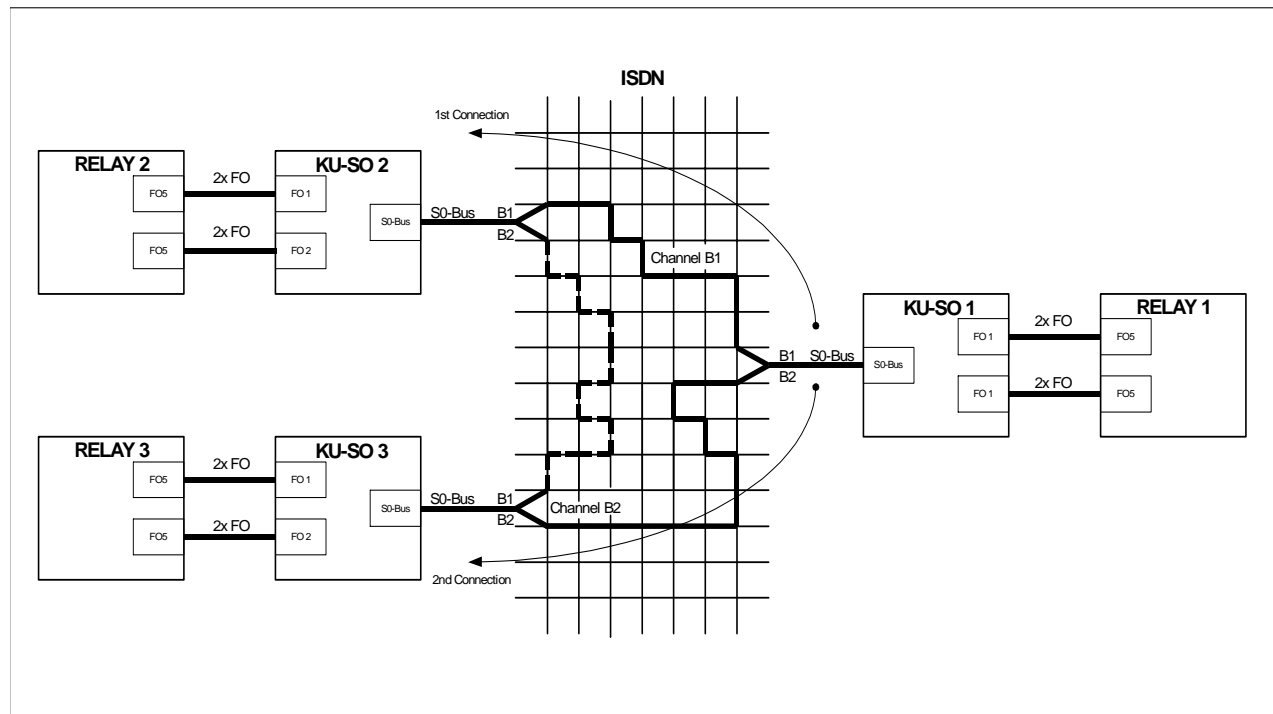 ISDN
1st Connection
RELAY 2
FO5
2x FO
FO5
2x FO
KU-SO 2
FO 1
FO 2
S0-Bus
S0-Bus
B1
B2
Channel B1
KU-SO 1
S0-Bus
B1
B2
S0-Bus
FO 1
FO 1
2x FO
2x FO
RELAY 1
FO5
FO5
RELAY 3
FO5
2x FO
FO5
2x FO
KU-SO 3
FO 1
FO 2
S0-Bus
S0-Bus
B1
B2
Channel B2
2nd Connection